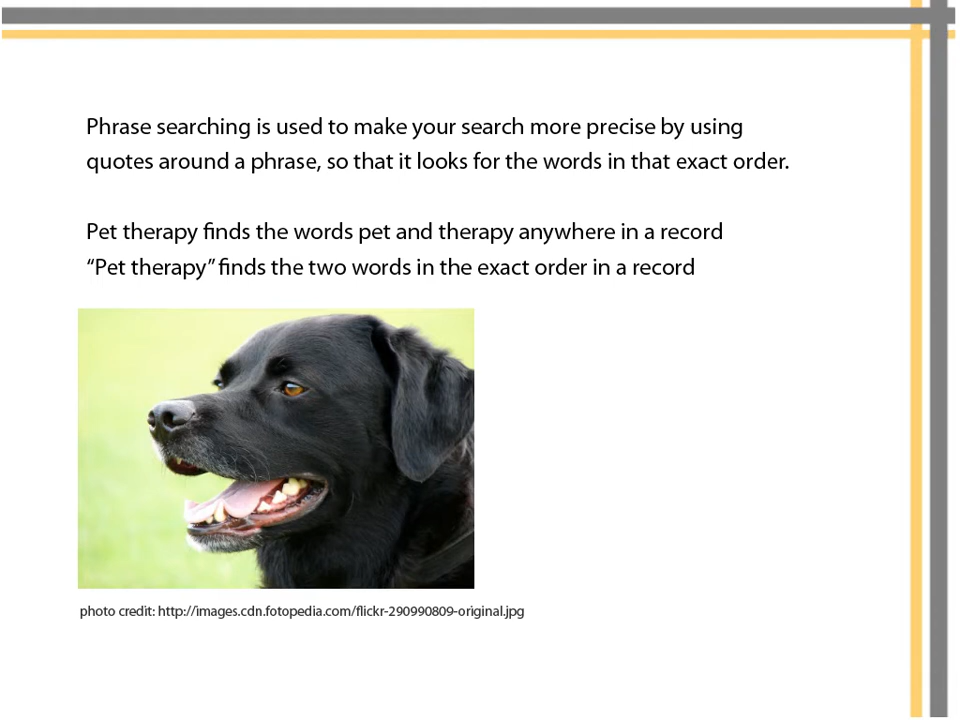 Phrase searching is used to make your search more precise by using
quotes around a phrase, so that it looks for the words in that exact order.
Pet therapy finds the words pet and therapy anywhere in a record
“Pet therapy” finds the two words in the exact order in a record
photo credit: http://images.cdn.fotopedia.com/flickr-290990809-original.jpg